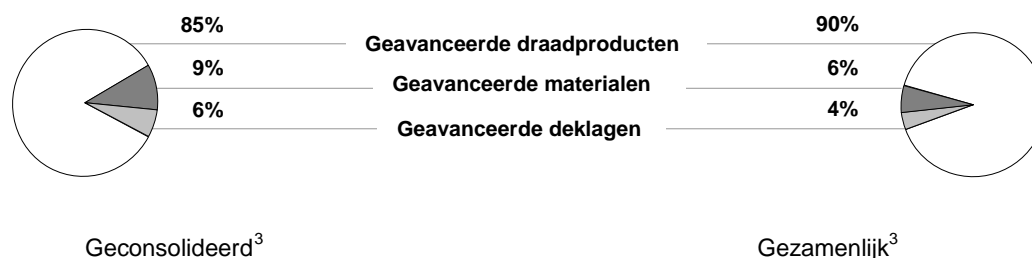 85% Geavanceerde draadproducten 90%
9% Geavanceerde materialen 6%
6% Geavanceerde deklagen 4%
Geconsolideerd³ Gezamenlijk³